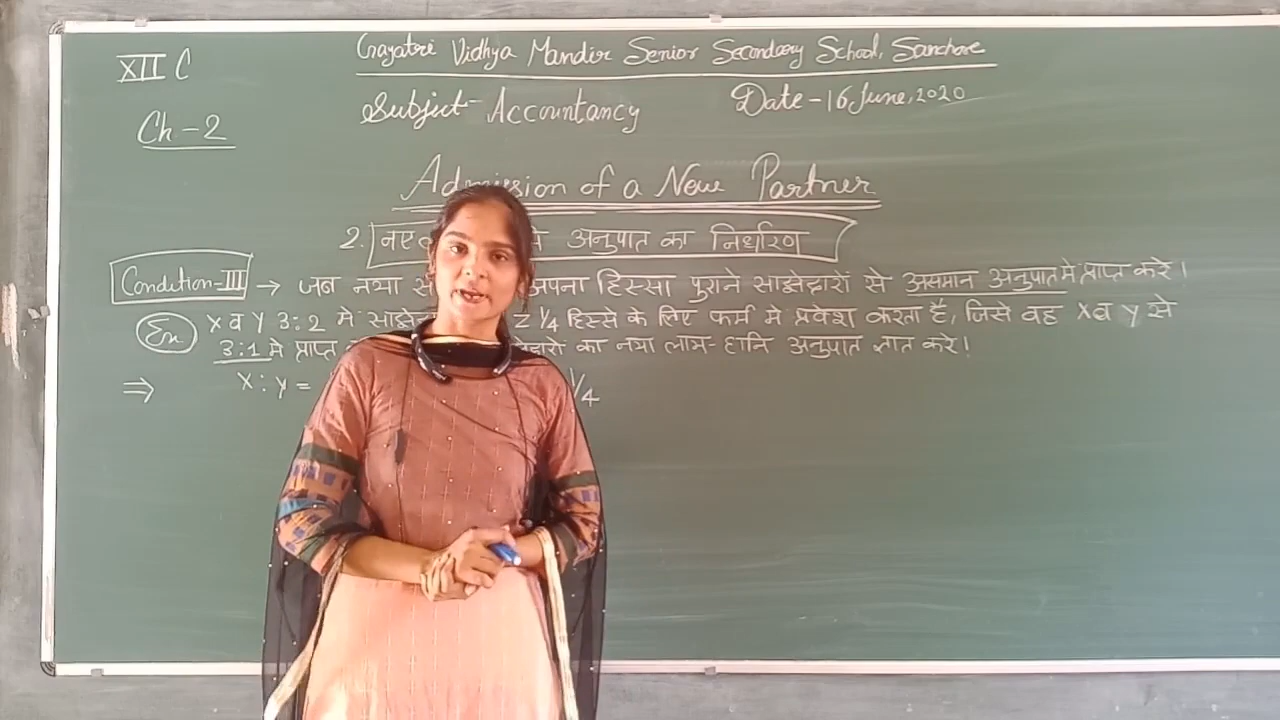 XII C
Gayatri Vidhya Mandir Senior Secondary School, Sanchore
Subject- Accountancy
Date - 16 June, 2020
Ch - 2
Admission of a New Partner
2. अनुपात का निर्धारण
Condition-III → जब नया अपना हिस्सा पुराने साझेदारों से असमान अनुपात में प्राप्त करे।
Ex X व Y 3:2 में Z 1/4 हिस्से के लिए फर्म मे प्रवेश करता है, जिसे वह X व Y से
3:1 मे प्राप्त का नया लाभ-हानि अनुपात ज्ञात करे।
⇒ X : Y = 1/4